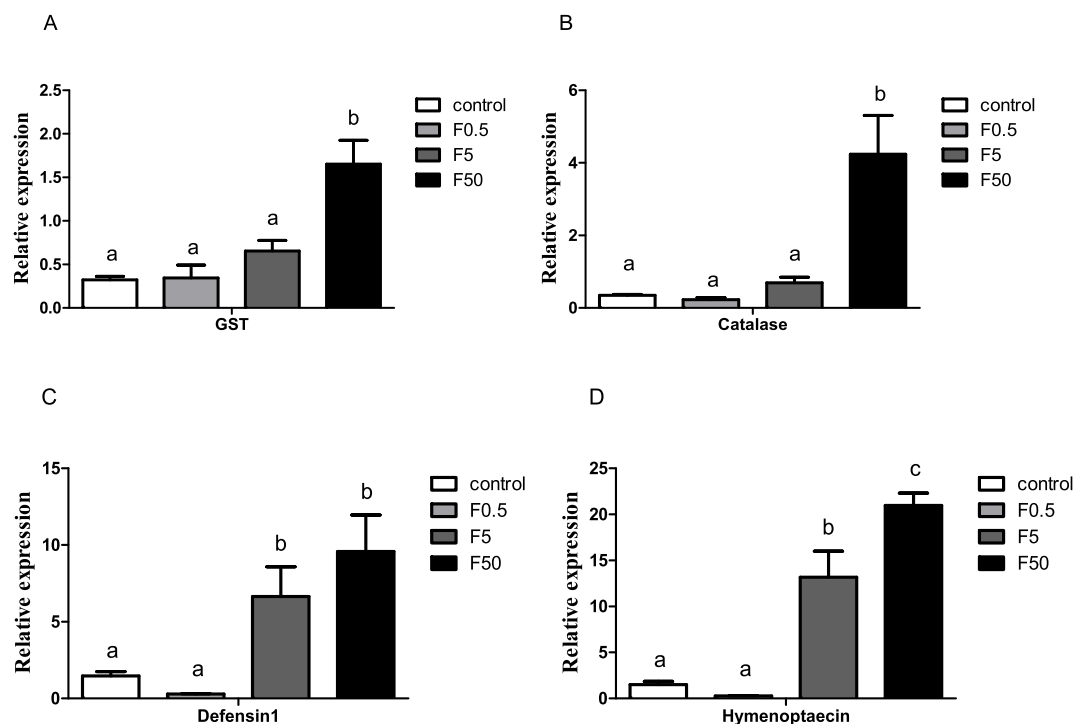 A
Relative expression
2.5
2.0
1.5
1.0
0.5
0.0
a
a
a
b
GST
control
F0.5
F5
F50
B
Relative expression
6
4
2
0
a
a
a
b
Catalase
control
F0.5
F5
F50
C
Relative expression
15
10
5
0
a
a
b
b
Defensin1
control
F0.5
F5
F50
D
Relative expression
25
20
15
10
5
0
a
a
b
c
Hymenoptaecin
control
F0.5
F5
F50